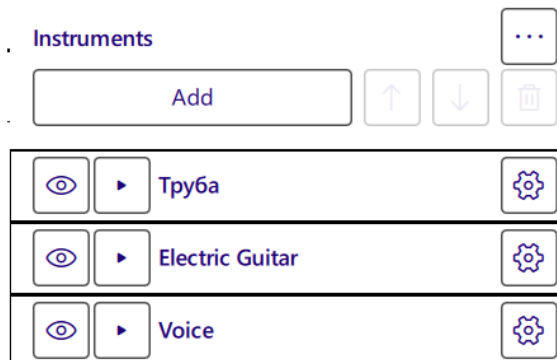 Instruments
Add
Труба
Electric Guitar
Voice